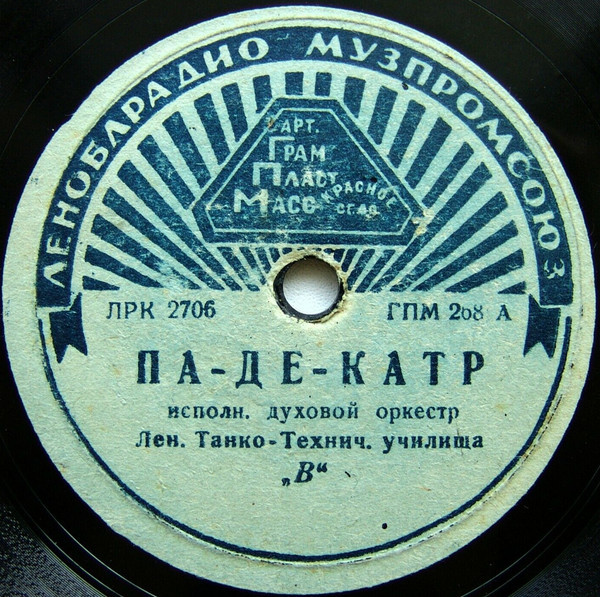 ЛЕНОБЛРАДИО МУЗПРОМСОЮЗ
АРТ.
ГРАМ
ПЛАСТ
МАСС
КРАСНОЕ
ЛРК 2706
ГПМ 268 А
ПА-ДЕ-КАТР
исполн. духовой оркестр
Лен. Танко-Технич. училища
„В“